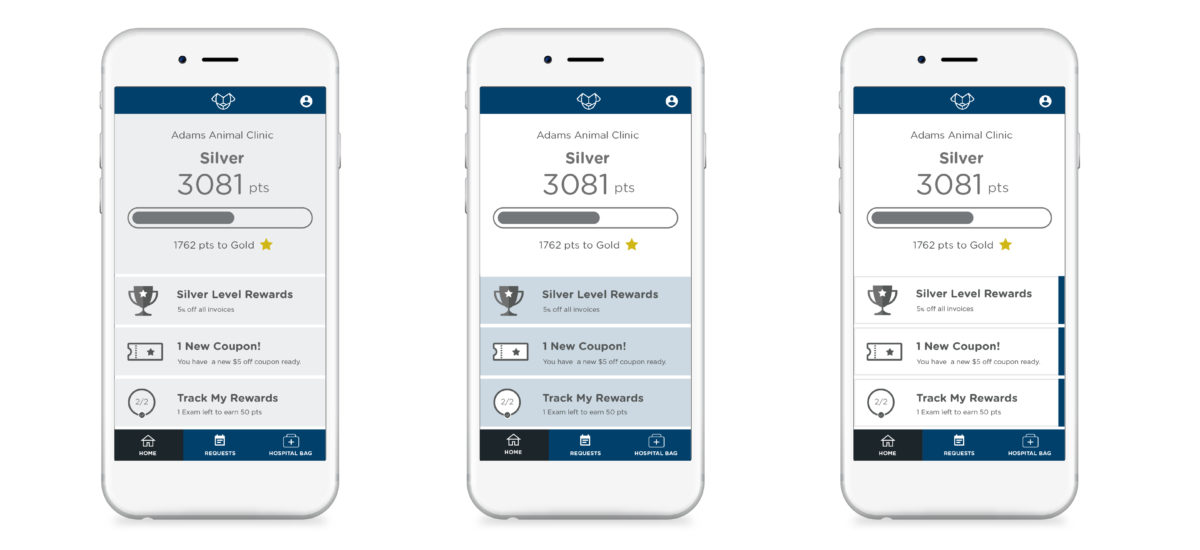 Adams Animal Clinic
Silver
3081 pts
1762 pts to Gold
Silver Level Rewards
5% off all invoices
1 New Coupon!
You have a new $5 off coupon ready.
2/2
Track My Rewards
1 Exam left to earn 50 pts
HOME REQUESTS HOSPITAL BAG
Adams Animal Clinic
Silver
3081 pts
1762 pts to Gold
Silver Level Rewards
5% off all invoices
1 New Coupon!
You have a new $5 off coupon ready.
2/2
Track My Rewards
1 Exam left to earn 50 pts
HOME REQUESTS HOSPITAL BAG
Adams Animal Clinic
Silver
3081 pts
1762 pts to Gold
Silver Level Rewards
5% off all invoices
1 New Coupon!
You have a new $5 off coupon ready.
2/2
Track My Rewards
1 Exam left to earn 50 pts
HOME REQUESTS HOSPITAL BAG